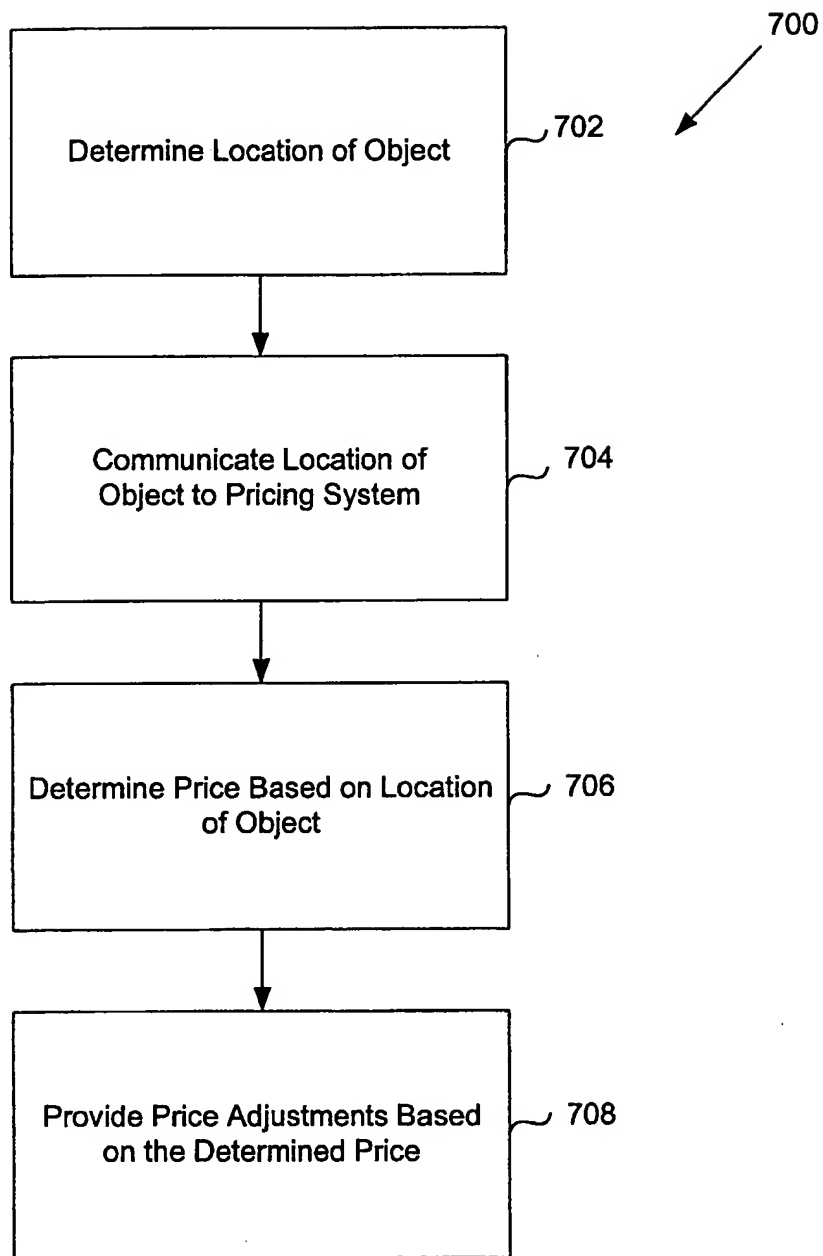 700
Determine Location of Object
702
Communicate Location of
Object to Pricing System
704
Determine Price Based on Location
of Object
706
Provide Price Adjustments Based
on the Determined Price
708